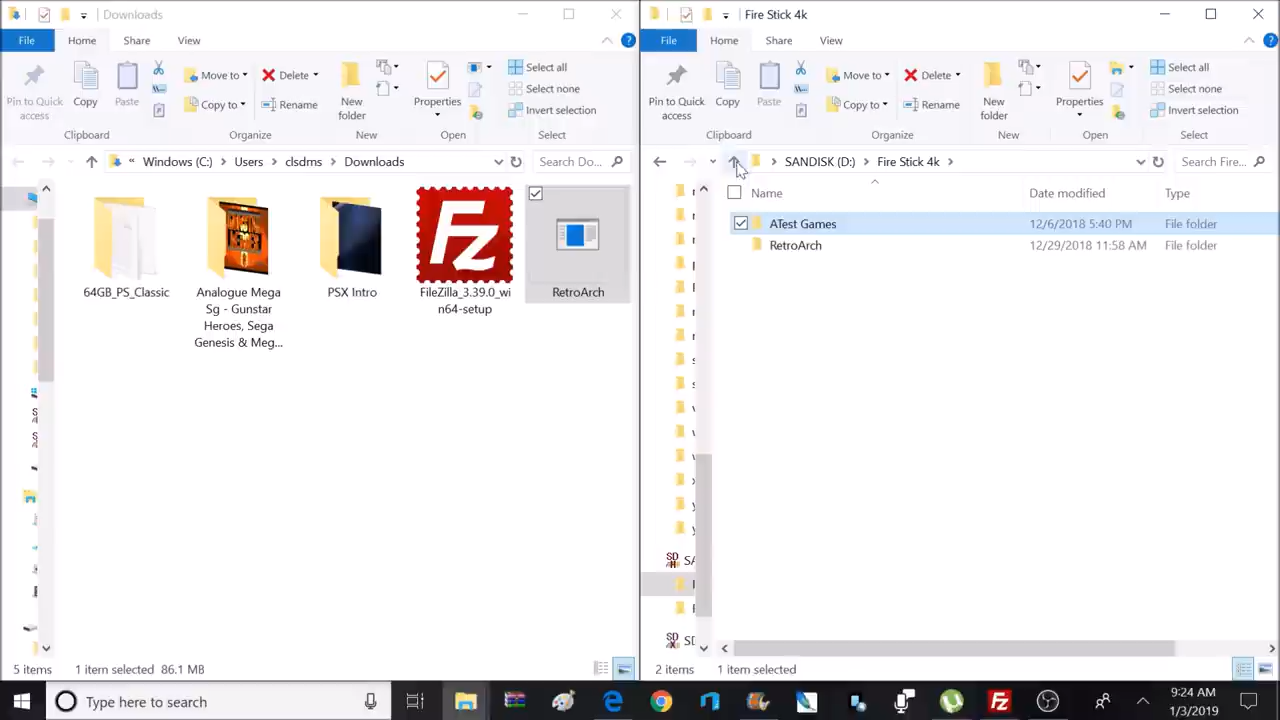 Downloads
File Home Share View
Pin to Quick access
Copy
Paste
Clipboard
Move to
Copy to
Delete
Rename
Organize
New folder
New
Properties
Open
Select all
Select none
Invert selection
Select
« Windows (C:) > Users > clsdms > Downloads
Search Do...
64GB_PS_Classic
Analogue Mega
Sg - Gunstar
Heroes, Sega
Genesis & Meg...
PSX Intro
FileZilla_3.39.0_wi
n64-setup
RetroArch
5 items 1 item selected 86.1 MB
Fire Stick 4k
File Home Share View
Pin to Quick access
Copy
Paste
Clipboard
Move to
Copy to
Delete
Rename
Organize
New folder
New
Properties
Open
Select all
Select none
Invert selection
Select
> SANDISK (D:) > Fire Stick 4k >
Search Fire...
Name Date modified Type
ATest Games 12/6/2018 5:40 PM File folder
RetroArch 12/29/2018 11:58 AM File folder
2 items 1 item selected
Type here to search
9:24 AM
1/3/2019